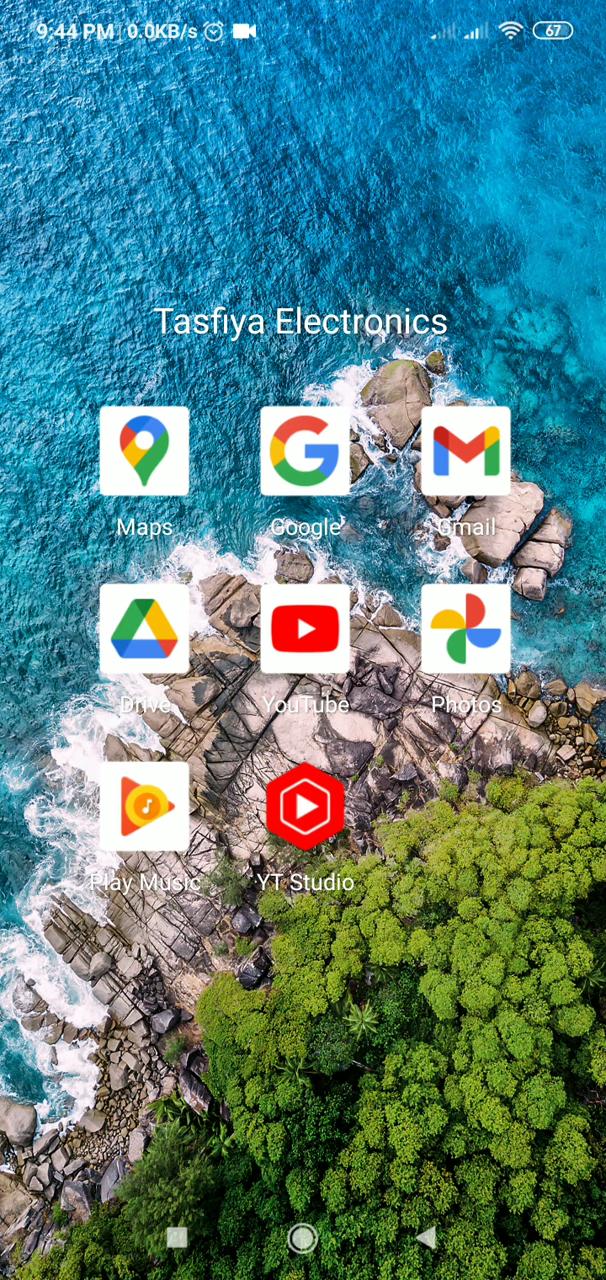 9:44 PM | 0.0KB/s 67
Tasfiya Electronics
Maps Google Gmail
Drive YouTube Photos
Play Music YT Studio